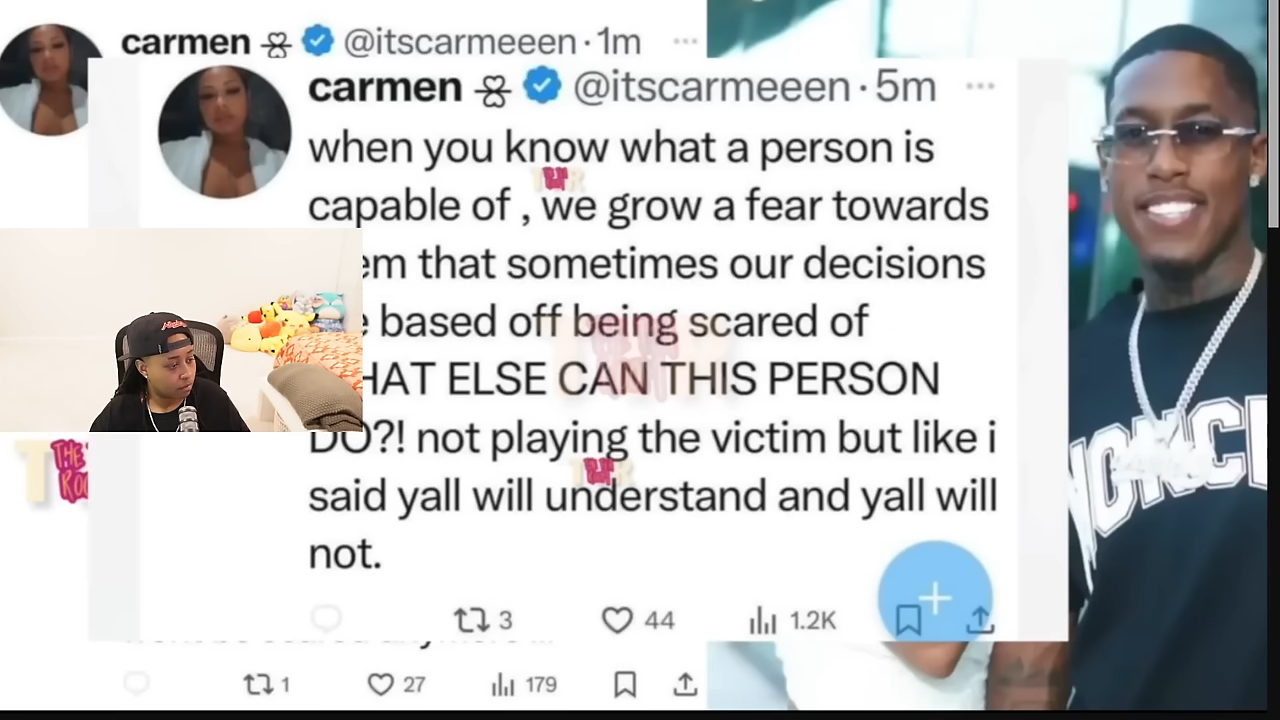 carmen @itscarmeeen · 1m
carmen @itscarmeeen · 5m
when you know what a person is
capable of , we grow a fear towards
em that sometimes our decisions
based off being scared of
HAT ELSE CAN THIS PERSON
DO?! not playing the victim but like i
said yall will understand and yall will
not.
3 44 1.2K
1 27 179
THE
ROO